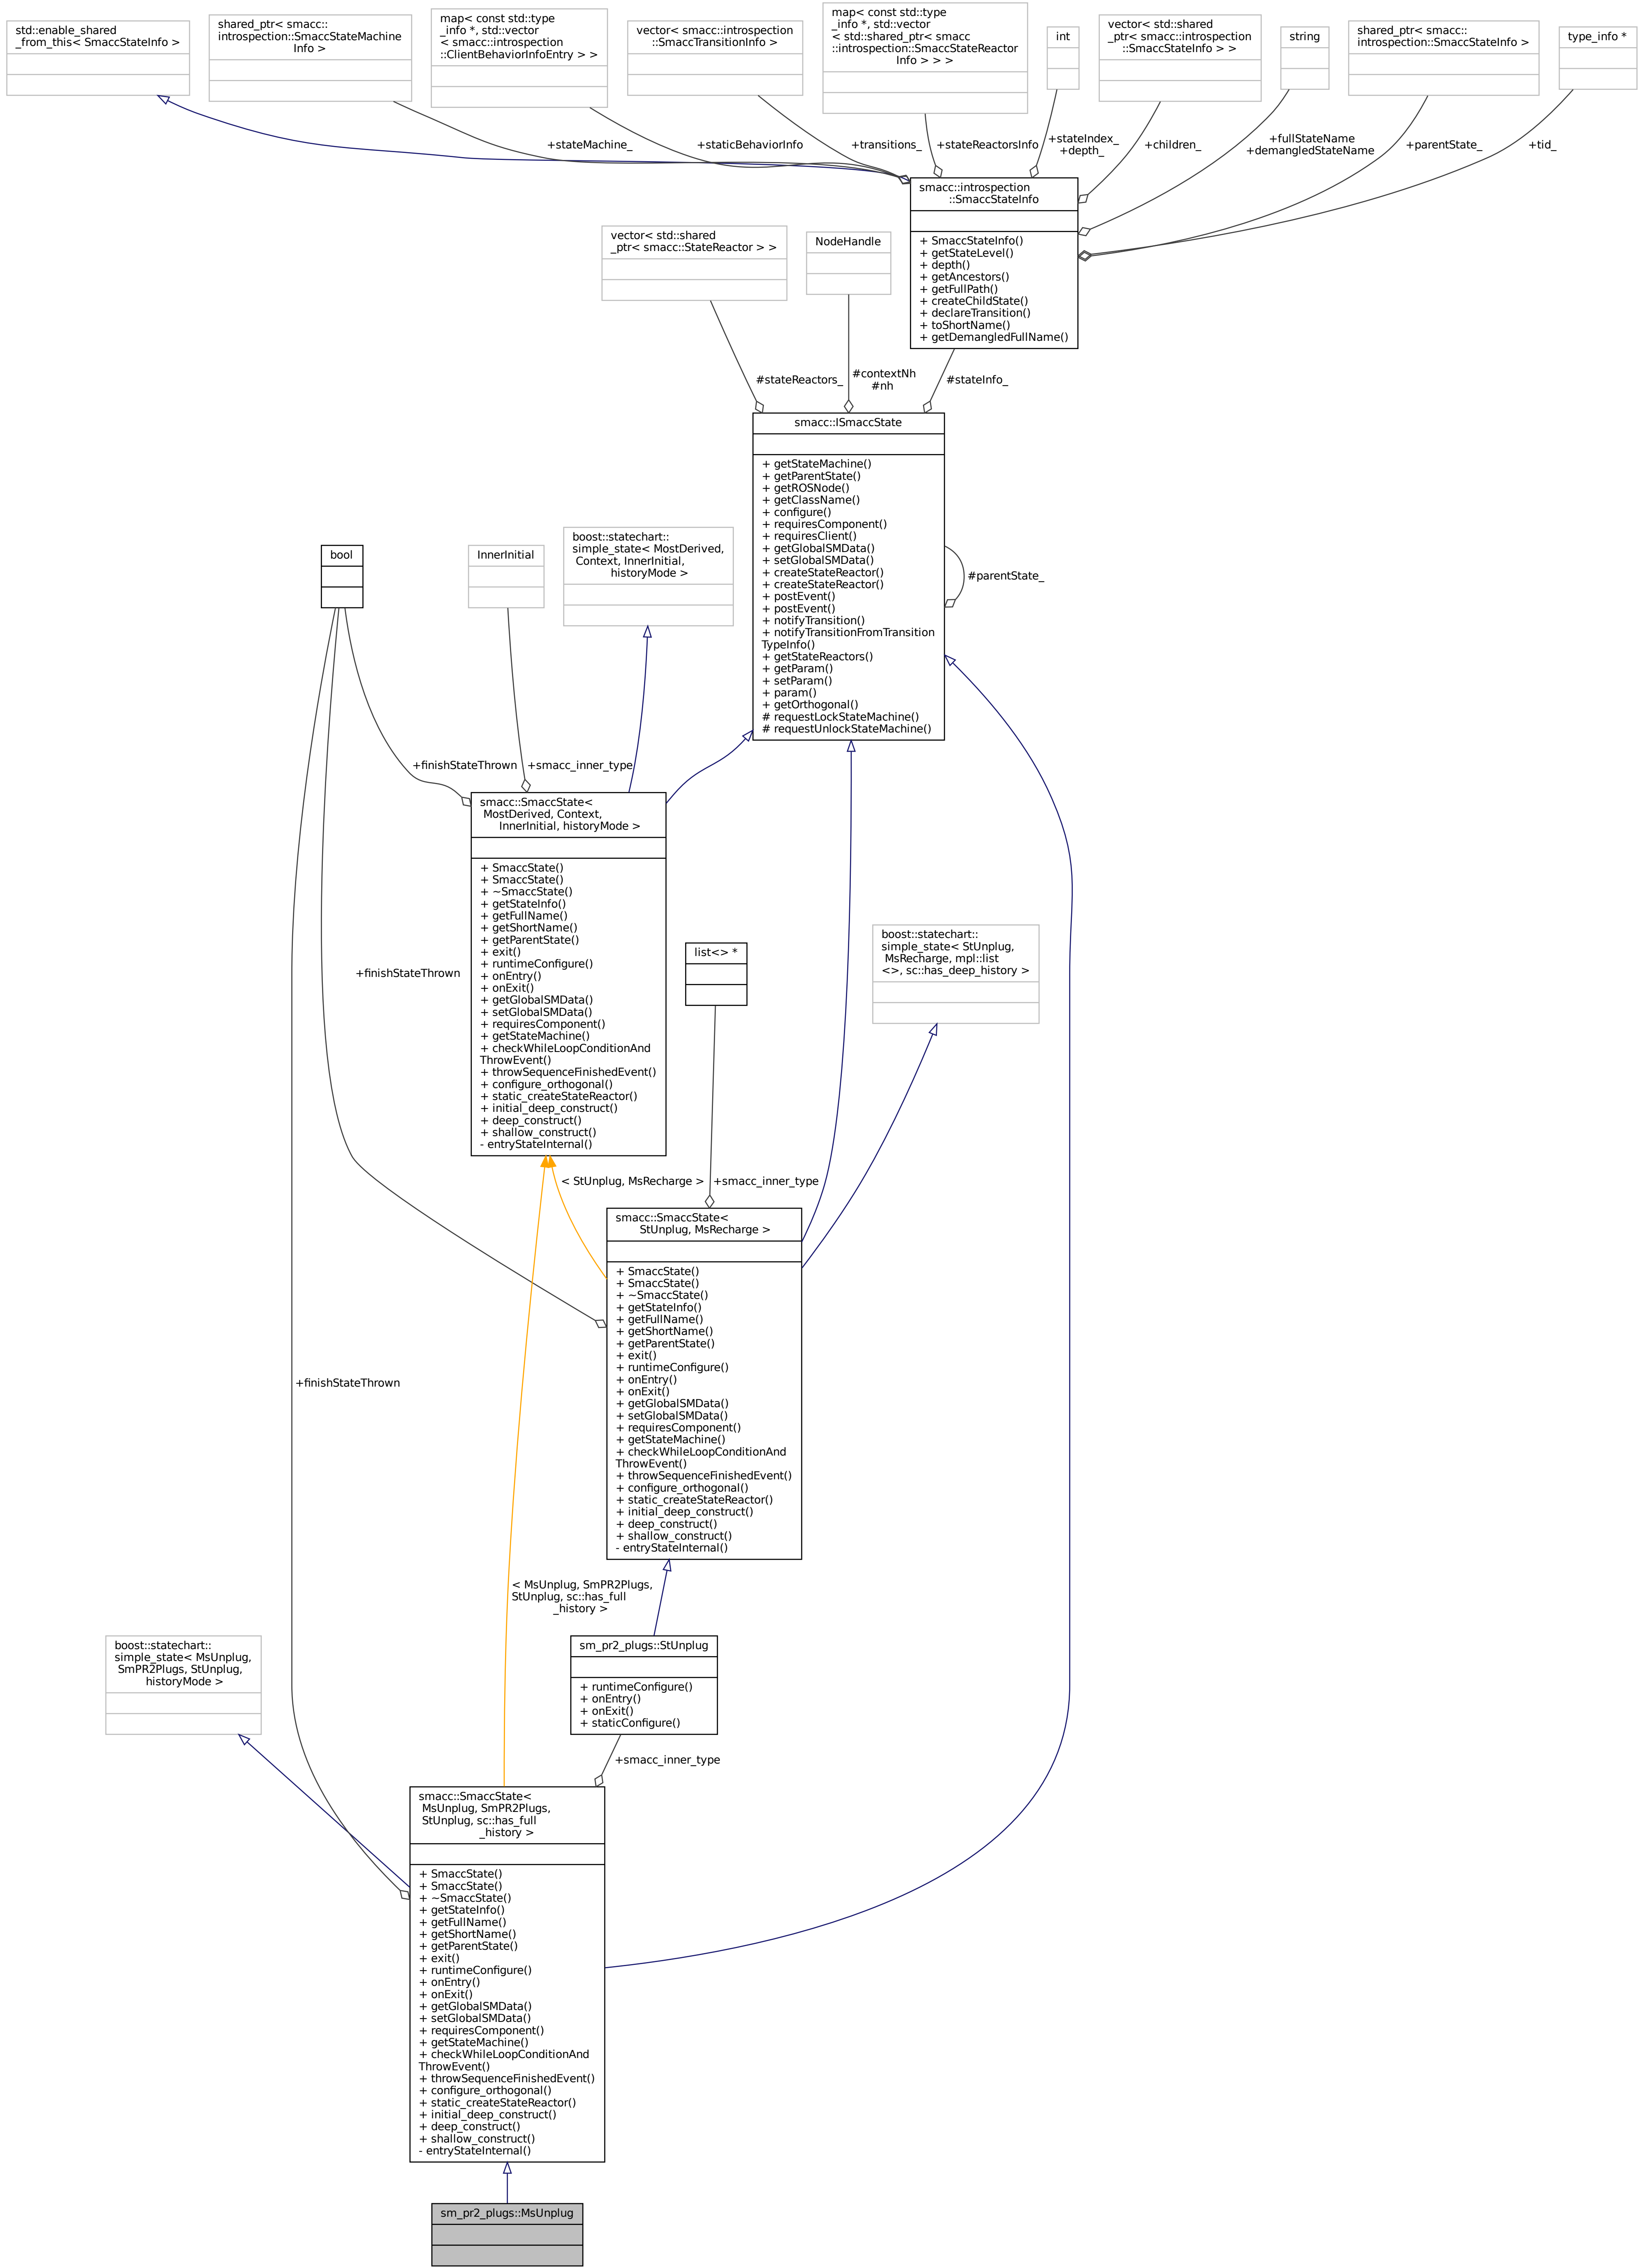 std::enable_shared
_from_this< SmaccStateInfo >
shared_ptr< smacc::
introspection::SmaccStateMachine
Info >
map< const std::type
_info *, std::vector
< smacc::introspection
::ClientBehaviorInfoEntry > >
vector< smacc::introspection
::SmaccTransitionInfo >
map< const std::type
_info *, std::vector
< std::shared_ptr< smacc
::introspection::SmaccStateReactor
Info > > >
int
vector< std::shared
_ptr< smacc::introspection
::SmaccStateInfo > >
string
shared_ptr< smacc::
introspection::SmaccStateInfo >
type_info *
+stateMachine_
+staticBehaviorInfo
+transitions_
+stateReactorsInfo
+stateIndex_
+depth_
+children_
+fullStateName
+demangledStateName
+parentState_
+tid_
smacc::introspection
::SmaccStateInfo
+ SmaccStateInfo()
+ getStateLevel()
+ depth()
+ getAncestors()
+ getFullPath()
+ createChildState()
+ declareTransition()
+ toShortName()
+ getDemangledFullName()
vector< std::shared
_ptr< smacc::StateReactor > >
NodeHandle
#stateReactors_
#contextNh
#nh
#stateInfo_
smacc::ISmaccState
+ getStateMachine()
+ getParentState()
+ getROSNode()
+ getClassName()
+ configure()
+ requiresComponent()
+ requiresClient()
+ getGlobalSMData()
+ setGlobalSMData()
+ createStateReactor()
+ createStateReactor()
+ postEvent()
+ postEvent()
+ notifyTransition()
+ notifyTransitionFromTransition
TypeInfo()
+ getStateReactors()
+ getParam()
+ setParam()
+ param()
+ getOrthogonal()
# requestLockStateMachine()
# requestUnlockStateMachine()
#parentState_
bool
InnerInitial
boost::statechart::
simple_state< MostDerived,
Context, InnerInitial,
historyMode >
+finishStateThrown
+smacc_inner_type
smacc::SmaccState<
MostDerived, Context,
InnerInitial, historyMode >
+ SmaccState()
+ SmaccState()
+ ~SmaccState()
+ getStateInfo()
+ getFullName()
+ getShortName()
+ getParentState()
+ exit()
+ runtimeConfigure()
+ onEntry()
+ onExit()
+ getGlobalSMData()
+ setGlobalSMData()
+ requiresComponent()
+ getStateMachine()
+ checkWhileLoopConditionAnd
ThrowEvent()
+ throwSequenceFinishedEvent()
+ configure_orthogonal()
+ static_createStateReactor()
+ initial_deep_construct()
+ deep_construct()
+ shallow_construct()
- entryStateInternal()
+finishStateThrown
list<> *
boost::statechart::
simple_state< StUnplug,
MsRecharge, mpl::list
<>, sc::has_deep_history >
< StUnplug, MsRecharge >
+smacc_inner_type
smacc::SmaccState<
StUnplug, MsRecharge >
+ SmaccState()
+ SmaccState()
+ ~SmaccState()
+ getStateInfo()
+ getFullName()
+ getShortName()
+ getParentState()
+ exit()
+ runtimeConfigure()
+ onEntry()
+ onExit()
+ getGlobalSMData()
+ setGlobalSMData()
+ requiresComponent()
+ getStateMachine()
+ checkWhileLoopConditionAnd
ThrowEvent()
+ throwSequenceFinishedEvent()
+ configure_orthogonal()
+ static_createStateReactor()
+ initial_deep_construct()
+ deep_construct()
+ shallow_construct()
- entryStateInternal()
+finishStateThrown
< MsUnplug, SmPR2Plugs,
StUnplug, sc::has_full
_history >
boost::statechart::
simple_state< MsUnplug,
SmPR2Plugs, StUnplug,
historyMode >
sm_pr2_plugs::StUnplug
+ runtimeConfigure()
+ onEntry()
+ onExit()
+ staticConfigure()
+smacc_inner_type
smacc::SmaccState<
MsUnplug, SmPR2Plugs,
StUnplug, sc::has_full
_history >
+ SmaccState()
+ SmaccState()
+ ~SmaccState()
+ getStateInfo()
+ getFullName()
+ getShortName()
+ getParentState()
+ exit()
+ runtimeConfigure()
+ onEntry()
+ onExit()
+ getGlobalSMData()
+ setGlobalSMData()
+ requiresComponent()
+ getStateMachine()
+ checkWhileLoopConditionAnd
ThrowEvent()
+ throwSequenceFinishedEvent()
+ configure_orthogonal()
+ static_createStateReactor()
+ initial_deep_construct()
+ deep_construct()
+ shallow_construct()
- entryStateInternal()
sm_pr2_plugs::MsUnplug